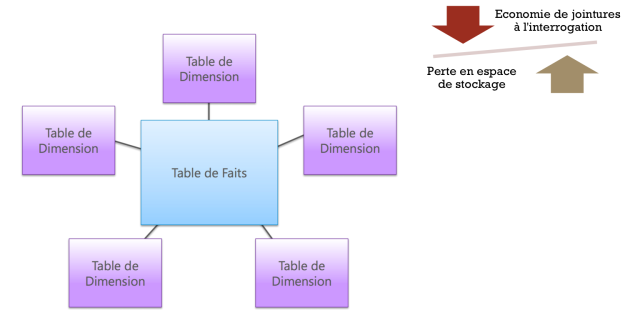 Economie de jointures
à l'interrogation
Perte en espace
de stockage
Table de
Dimension
Table de
Dimension
Table de Faits
Table de
Dimension
Table de
Dimension
Table de
Dimension